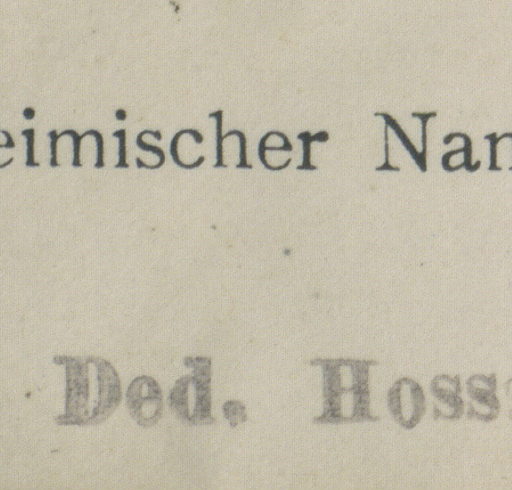 eimischer Nan
Ded. Hoss